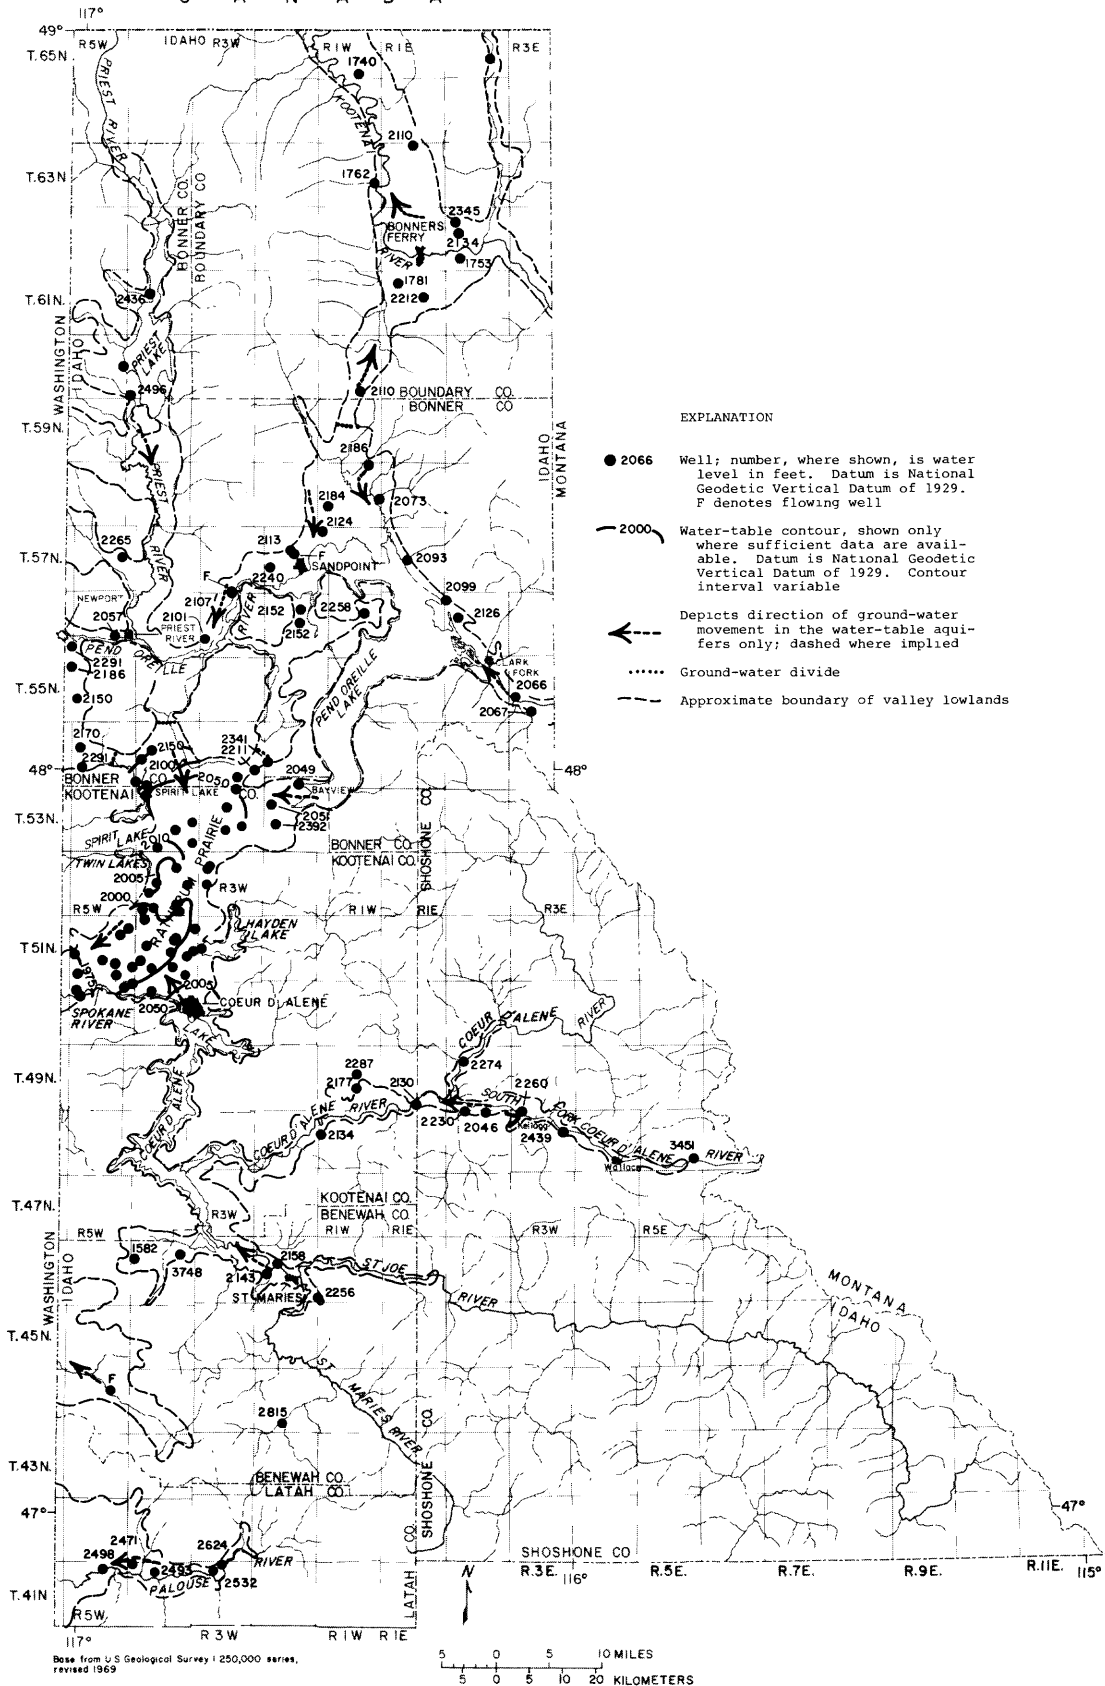 C A N A D A
117°
49°
R5W
IDAHO
R3W
R1W
R1E
R3E
T.65N.
1740
PRIEST RIVER
KOOTENAI
2110
T.63N
1762
BONNER CO.
BOUNDARY CO
2345
BONNERS
FERRY
2134
RIVER
1753
1781
2212
2436
T.61N.
PRIEST
LAKE
WASHINGTON
IDAHO
2496
2110
BOUNDARY CO
BONNER CO
T.59N.
2186
IDAHO
MONTANA
PRIEST
RIVER
2184
2073
2124
2113
F
2265
T.57N
SANDPOINT
2093
2240
F
NEWPORT
2107
2099
2057
2101
PRIEST
RIVER
RIVER
2152
2258
2126
2152
PEND OREILLE
2291
2186
CLARK
FORK
PEND OREILLE
LAKE
T.55N.
2150
2066
2067
2170
2341
2211
2150
2100
2291
48°
48°
BONNER CO.
KOOTENAI CO.
2050
2049
SPIRIT LAKE
BAYVIEW
T.53N.
2051
2392
SPIRIT LAKE
2010
RATHDRUM PRAIRIE
BONNER CO.
KOOTENAI CO.
SHOSHONE CO.
TWIN LAKES
2005
R3W
2000
R5W
R1W
R1E
R3E
HAYDEN
LAKE
T51N
1975
2005
2050
COEUR D'ALENE
SPOKANE
RIVER
COEUR D'ALENE
RIVER
LAKE
T.49N.
2274
2287
2177
2130
SOUTH
2260
COEUR D'ALENE
COEUR D'ALENE RIVER
2230
2046
Kellogg
2439
FORK COEUR D'ALENE
RIVER
3451
2134
Wallace
T.47N.
KOOTENAI CO.
BENEWAH CO.
R5W
R3W
R1W
R1E
R3W
R5E
F
1582
3748
2158
2143
ST JOE
RIVER
ST. MARIES
2256
WASHINGTON
IDAHO
MONTANA
IDAHO
T.45N.
F
ST
MARIES
RIVER
2815
SHOSHONE CO.
T.43N.
BENEWAH CO.
LATAH CO.
47°
47°
2471
2498
2624
2493
RIVER
PALOUSE
2532
SHOSHONE CO
LATAH CO.
N
R.3E.
116°
R.5E.
R.7E.
R.9E.
R.11E.
115°
T.41N.
R5W
117°
R3W
R1W
R1E
Base from U S Geological Survey 1 250,000 series,
revised 1969
5 0 5 10 MILES
5 0 5 10 20 KILOMETERS
EXPLANATION
2066 Well; number, where shown, is water
level in feet. Datum is National
Geodetic Vertical Datum of 1929.
F denotes flowing well
2000 Water-table contour, shown only
where sufficient data are avail-
able. Datum is National Geodetic
Vertical Datum of 1929. Contour
interval variable
Depicts direction of ground-water
movement in the water-table aqui-
fers only; dashed where implied
Ground-water divide
Approximate boundary of valley lowlands